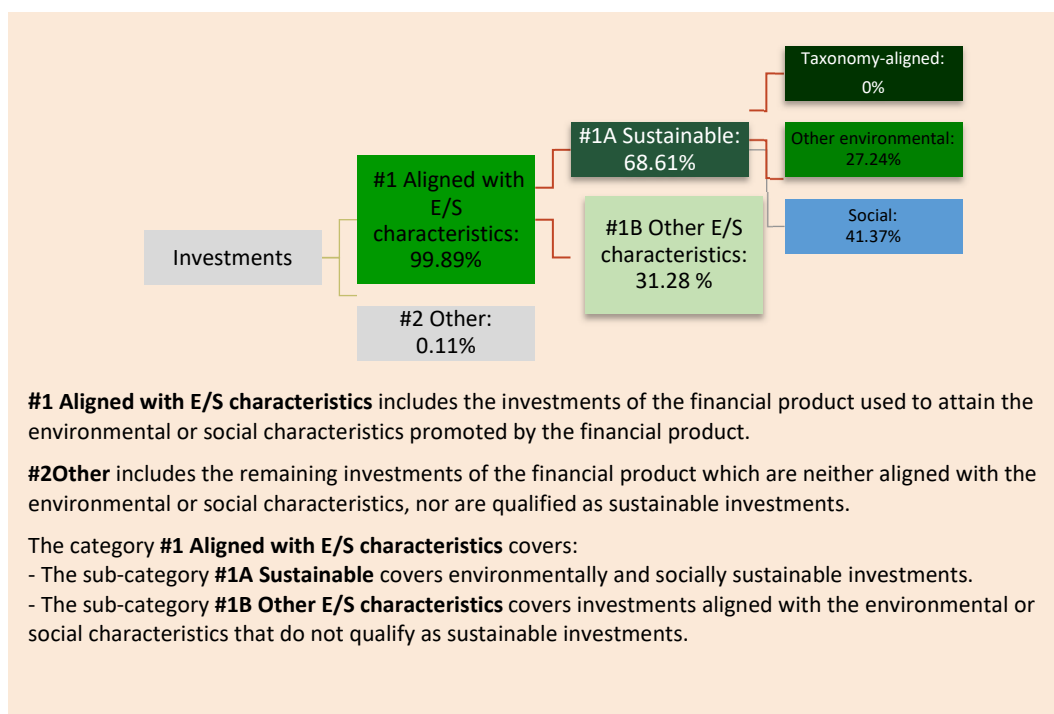 Taxonomy-aligned:
0%
#1A Sustainable:
68.61%
Other environmental:
27.24%
#1 Aligned with
E/S
characteristics:
99.89%
#1B Other E/S
characteristics:
31.28 %
Social:
41.37%
Investments
#2 Other:
0.11%
#1 Aligned with E/S characteristics includes the investments of the financial product used to attain the
environmental or social characteristics promoted by the financial product.
#2Other includes the remaining investments of the financial product which are neither aligned with the
environmental or social characteristics, nor are qualified as sustainable investments.
The category #1 Aligned with E/S characteristics covers:
- The sub-category #1A Sustainable covers environmentally and socially sustainable investments.
- The sub-category #1B Other E/S characteristics covers investments aligned with the environmental or
social characteristics that do not qualify as sustainable investments.